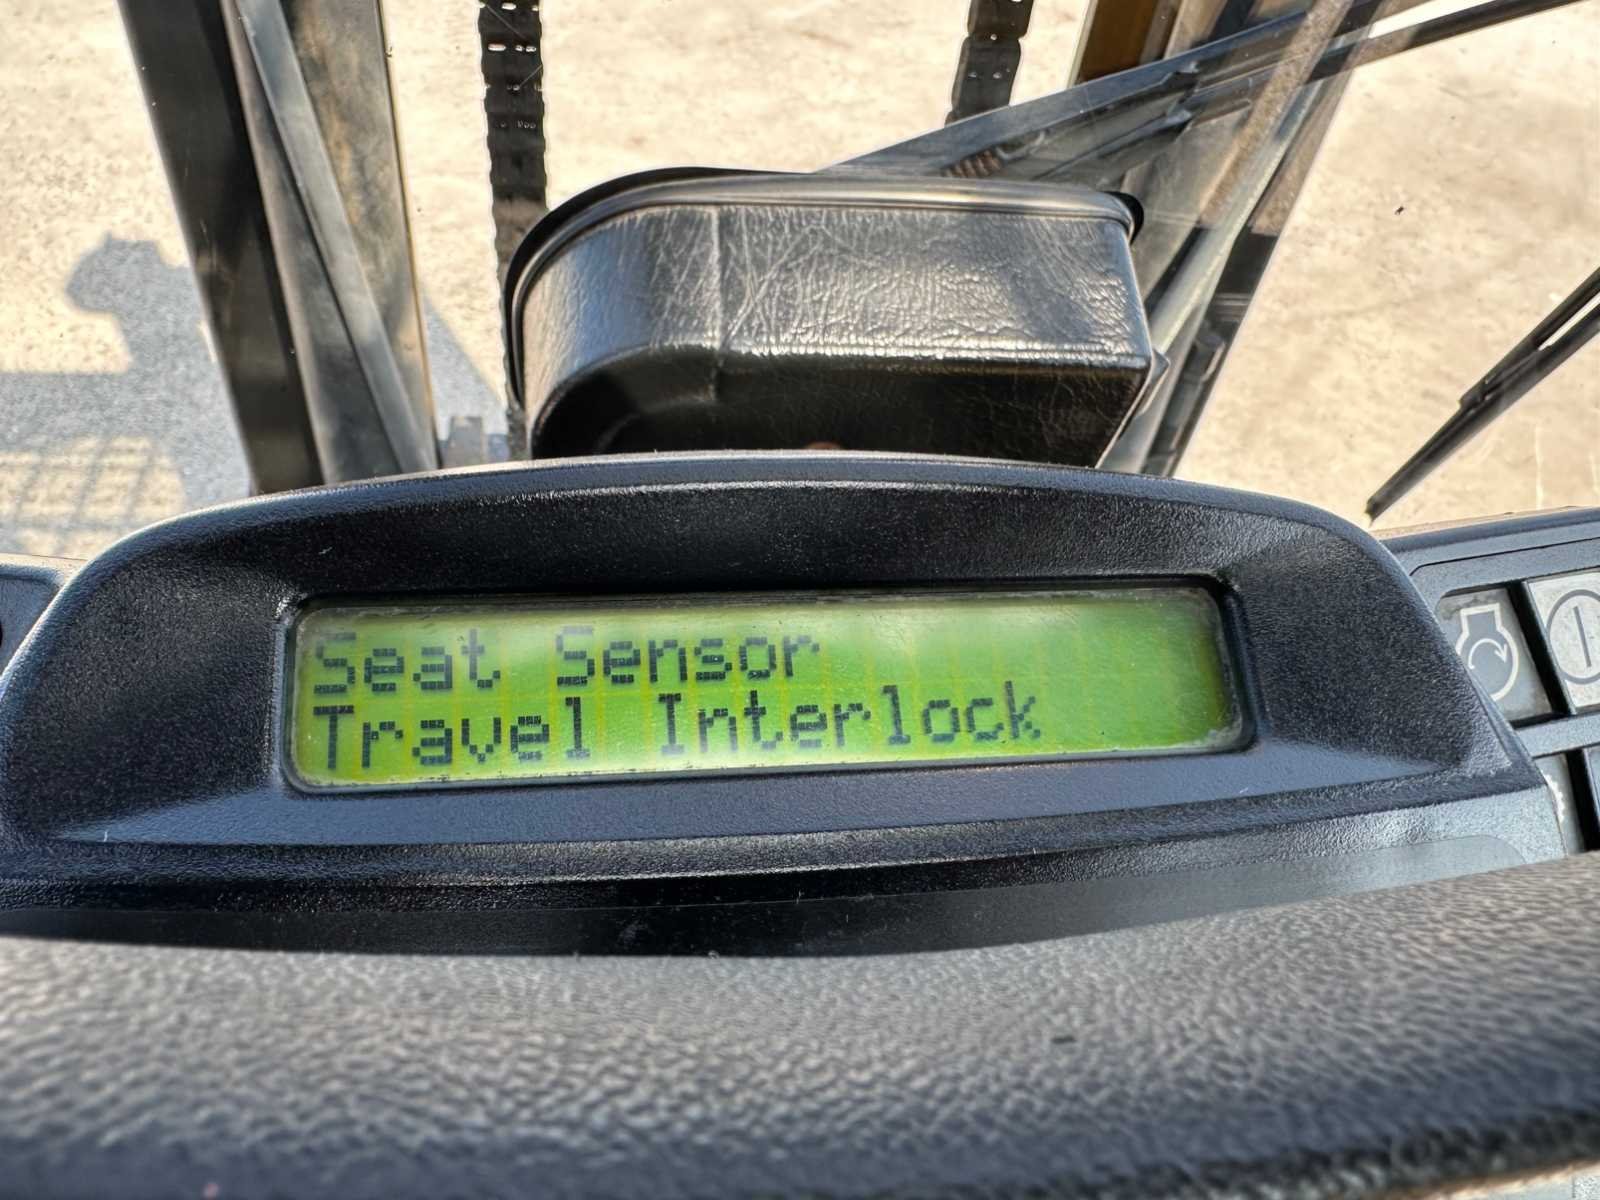 Seat Sensor
Travel Interlock